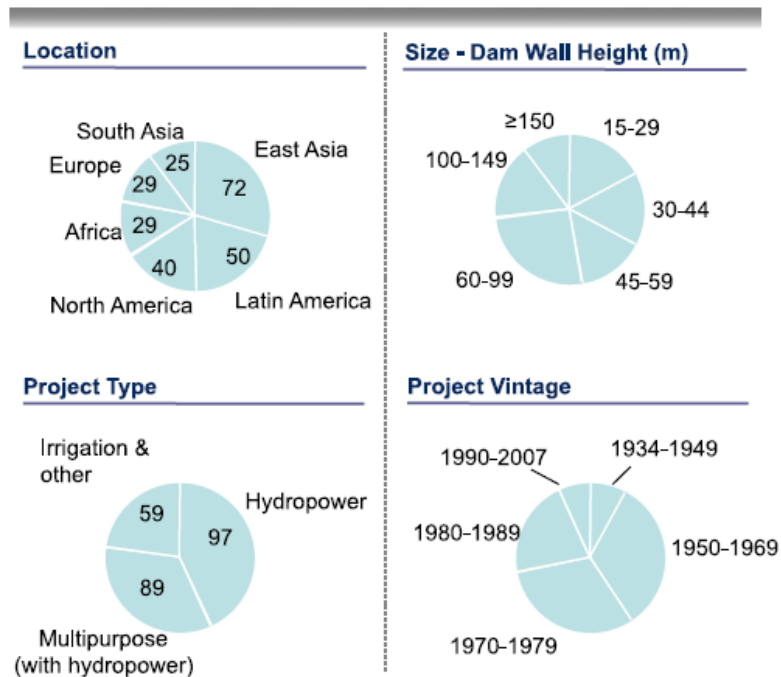 Location
South Asia
East Asia
25
Europe
72
29
Africa
29
50
40
North America
Latin America
Size - Dam Wall Height (m)
≥150
15-29
100-149
30-44
60-99
45-59
Project Type
Irrigation &
other
Hydropower
59
97
89
Multipurpose
(with hydropower)
Project Vintage
1990-2007
1934-1949
1980-1989
1950-1969
1970-1979